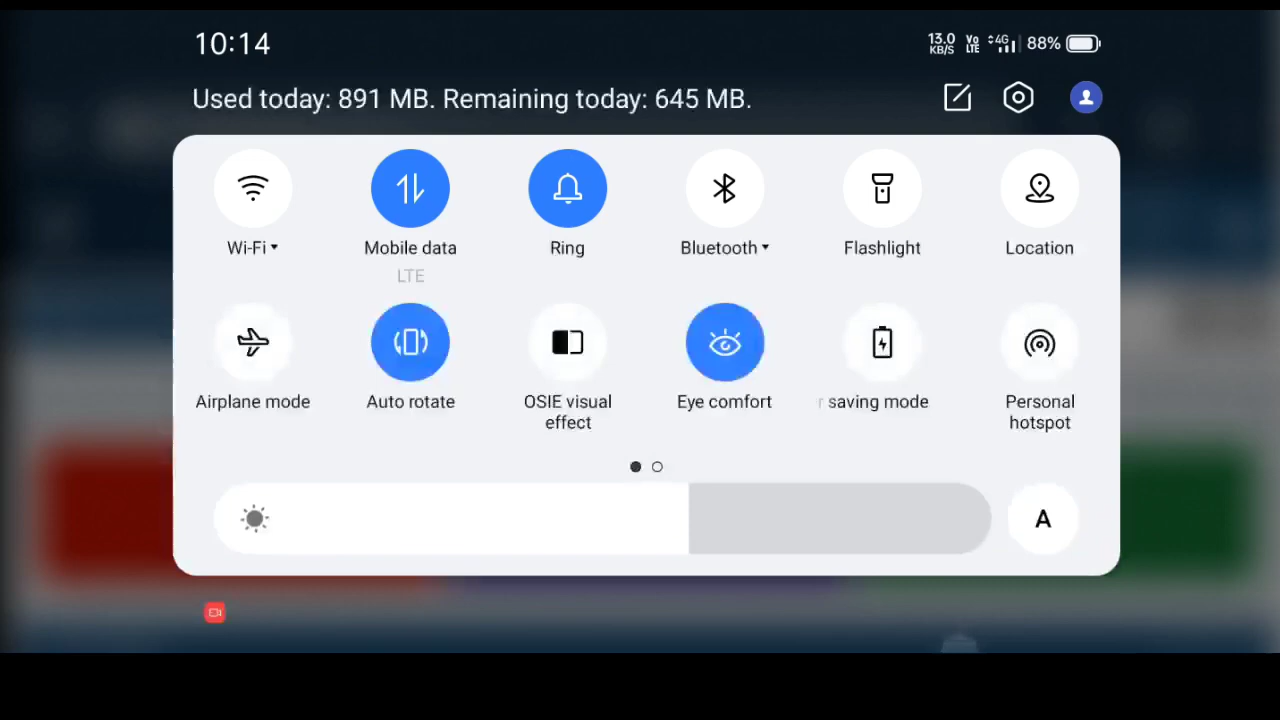 10:14
13.0 KB/S Vo LTE 4G 88%
Used today: 891 MB. Remaining today: 645 MB.
Wi-Fi Mobile data Ring Bluetooth Flashlight Location
LTE
Airplane mode Auto rotate OSIE visual effect Eye comfort r saving mode Personal hotspot
A